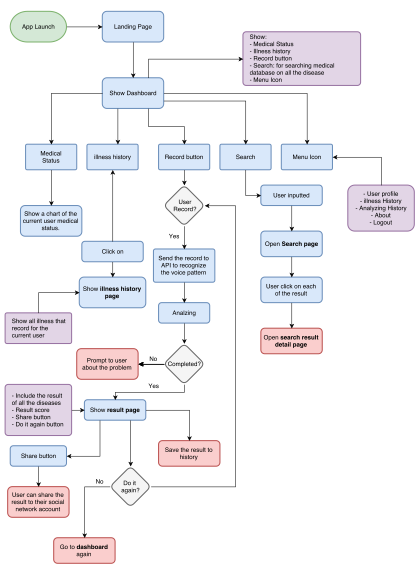 App Launch
Landing Page
Show:
- Medical Status
- Illness history
- Record button
- Search: for searching medical
database on all the disease
- Menu Icon
Show Dashboard
Medical
Status
illness history
Record button
Search
Menu Icon
Show a chart of the
current user medical
status.
User
Record?
User inputted
- User profile
- illness History
- Analyzing History
- About
- Logout
Yes
Click on
Open Search page
Send the record to
API to recognize
the voice pattern
Show illness history
page
User click on each
of the result
Show all illness that
record for the
current user
Analizing
Open search result
detail page
Prompt to user
about the problem
No
Completed?
Yes
- Include the result
of all the diseases
- Result score
- Share button
- Do it again button
Show result page
Share button
Save the result to
history
User can share the
result to their social
network account
No
Do it
again?
Go to dashboard
again